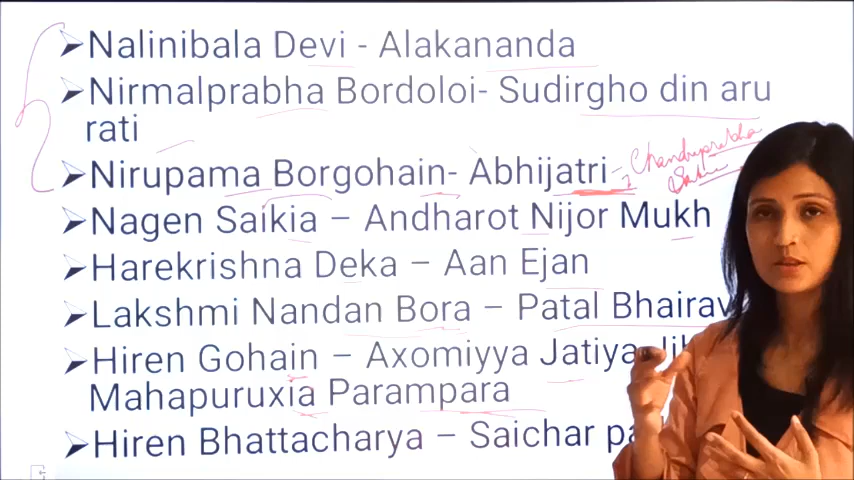 ➢Nalinibala Devi - Alakananda
➢Nirmalprabha Bordoloi- Sudirgho din aru
rati
➢Nirupama Borgohain- Abhijatri - Chandraprabha
➢Nagen Saikia – Andharot Nijor Mukh
➢Harekrishna Deka – Aan Ejan
➢Lakshmi Nandan Bora – Patal Bhairav
➢Hiren Gohain – Axomiyya Jatiya
Mahapuruxia Parampara
➢Hiren Bhattacharya – Saichar